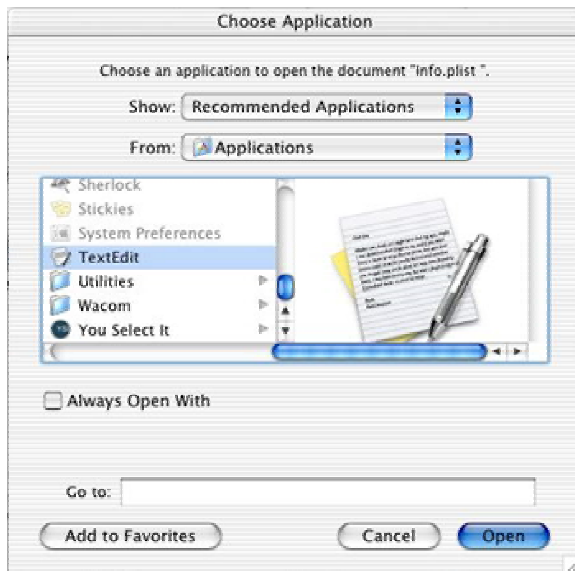 Choose Application
Choose an application to open the document "info.plist ".
Show: Recommended Applications
From: Applications
Sherlock
Stickies
System Preferences
TextEdit
Utilities
Wacom
You Select It
Always Open With
Go to:
Add to Favorites Cancel Open